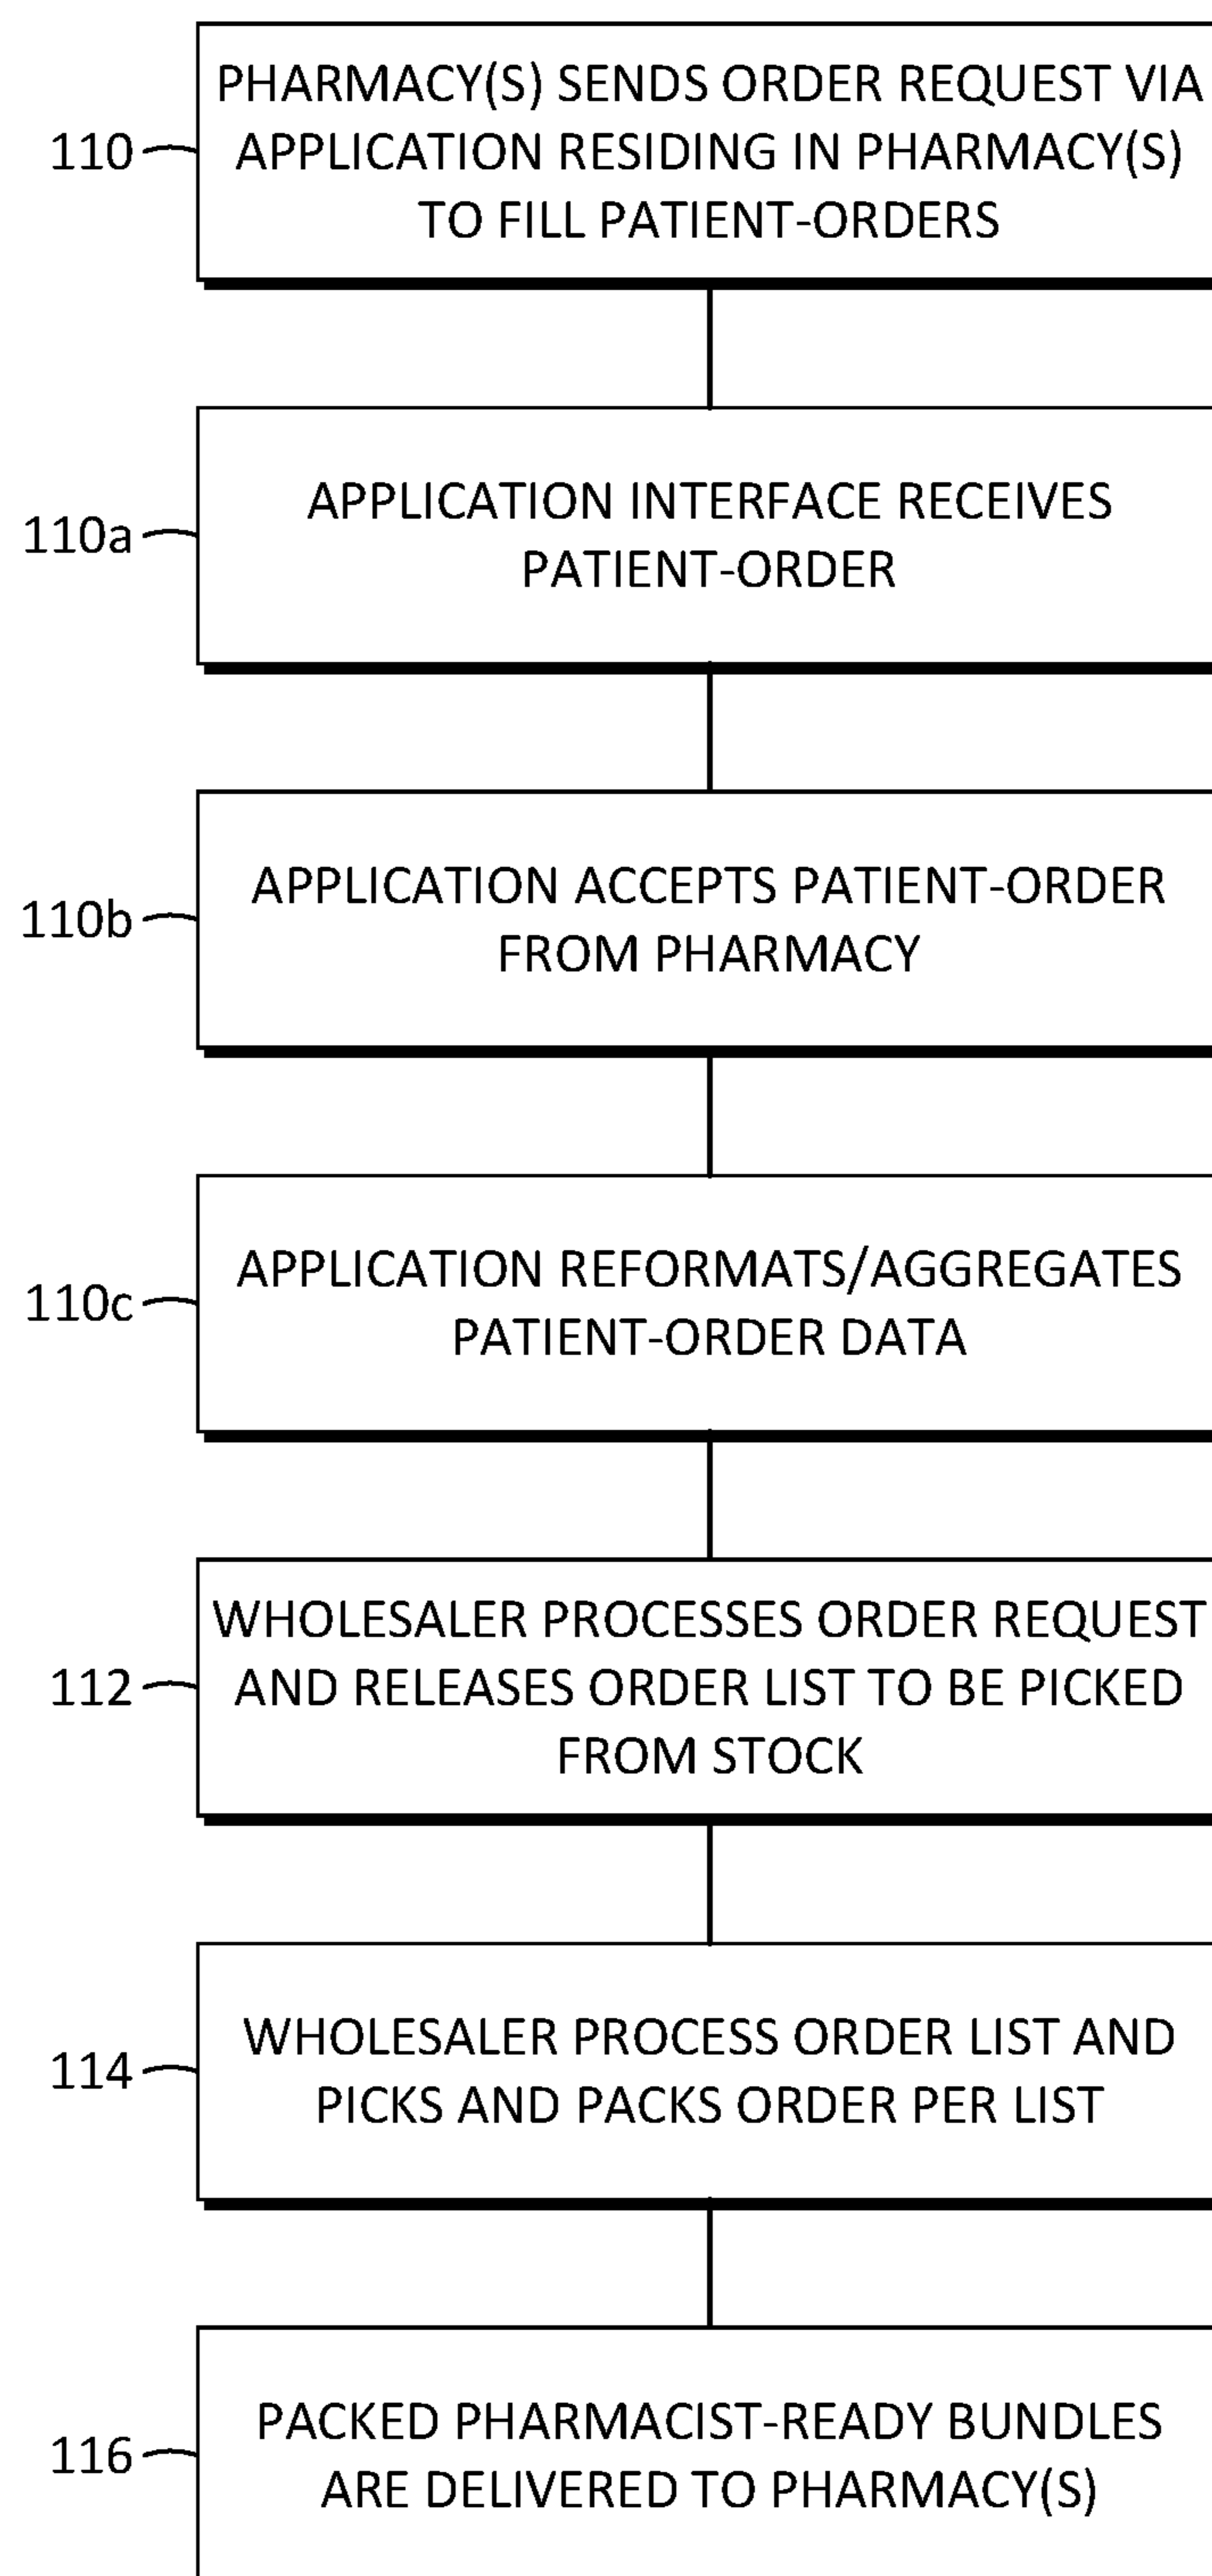 PHARMACY(S) SENDS ORDER REQUEST VIA
110
APPLICATION RESIDING IN PHARMACY(S)
TO FILL PATIENT-ORDERS
APPLICATION INTERFACE RECEIVES
110a
PATIENT-ORDER
APPLICATION ACCEPTS PATIENT-ORDER
110b
FROM PHARMACY
APPLICATION REFORMATS/AGGREGATES
110c
PATIENT-ORDER DATA
WHOLESALER PROCESSES ORDER REQUEST
112
AND RELEASES ORDER LIST TO BE PICKED
FROM STOCK
WHOLESALER PROCESS ORDER LIST AND
114
PICKS AND PACKS ORDER PER LIST
PACKED PHARMACIST-READY BUNDLES
116
ARE DELIVERED TO PHARMACY(S)